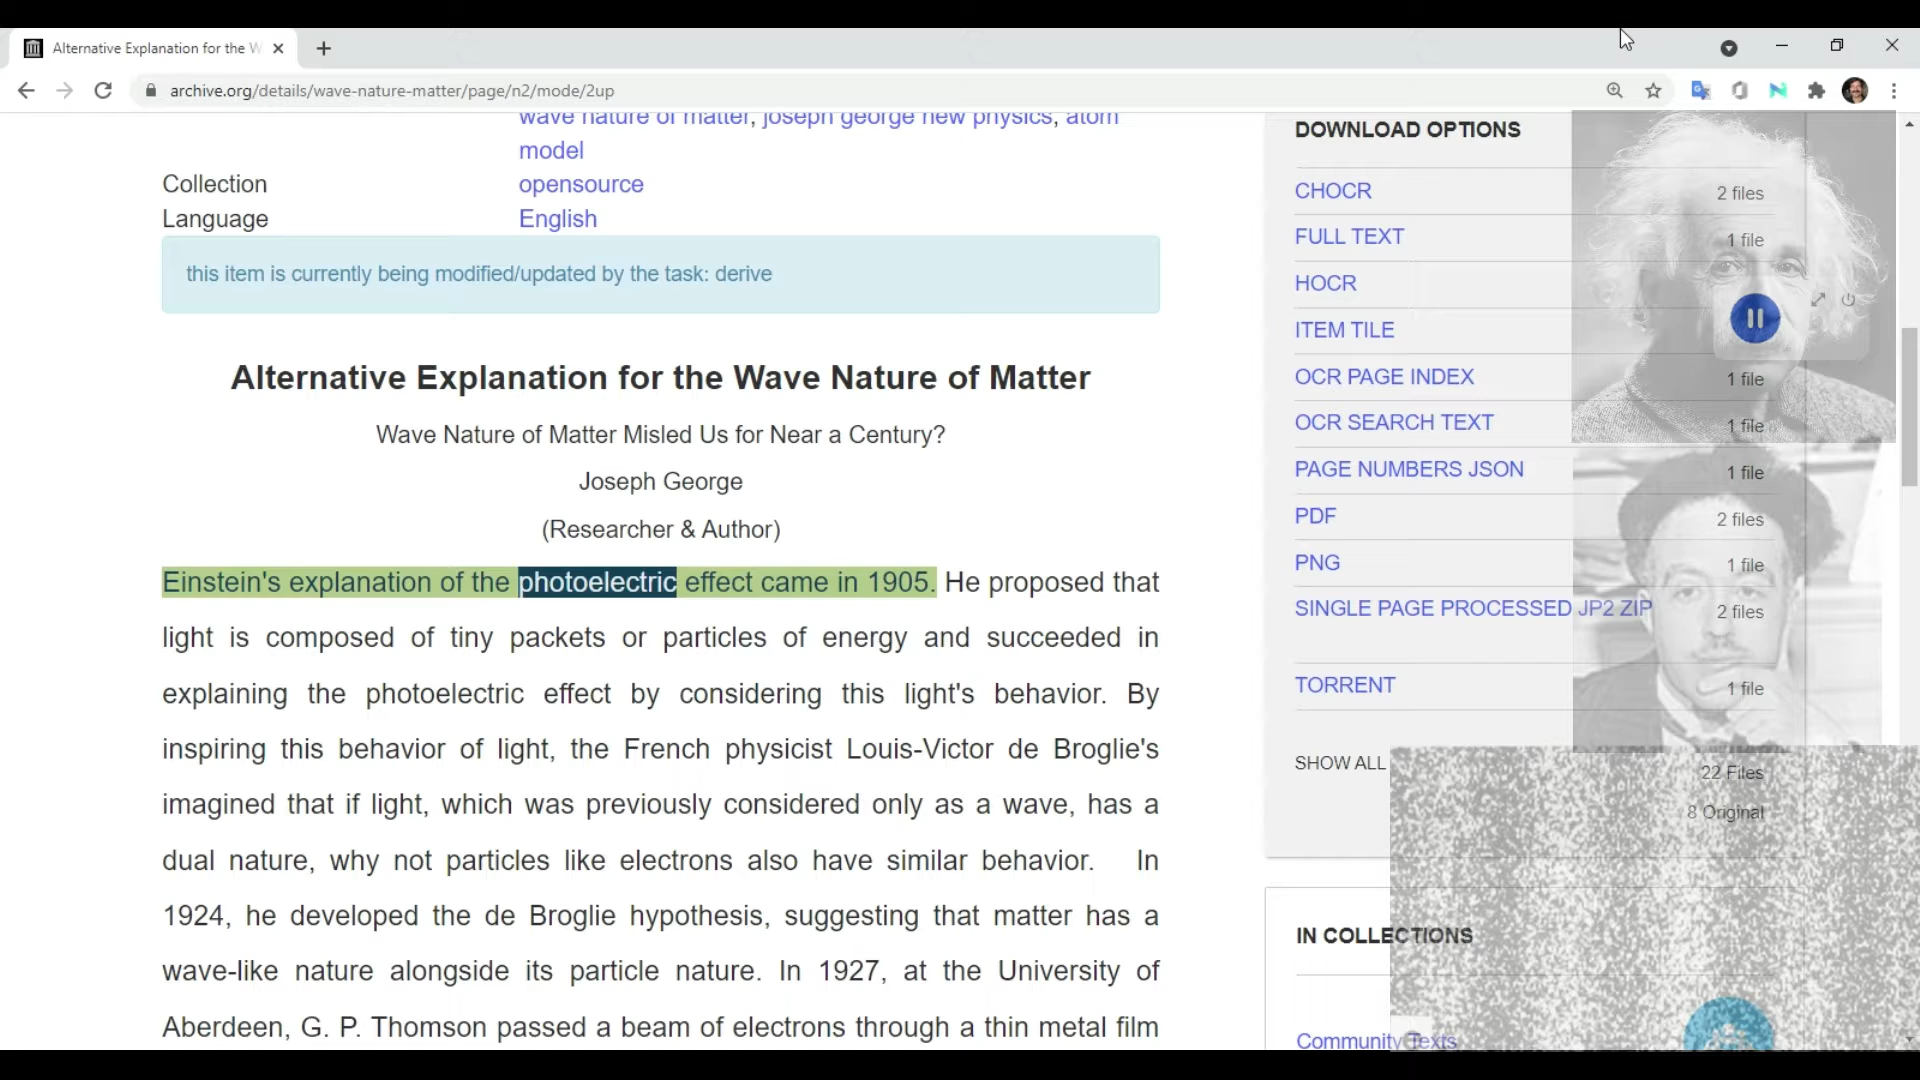 Alternative Explanation for the W
archive.org/details/wave-nature-matter/page/n2/mode/2up
wave nature of matter, joseph george new physics, atom
model
Collection opensource
Language English
this item is currently being modified/updated by the task: derive
Alternative Explanation for the Wave Nature of Matter
Wave Nature of Matter Misled Us for Near a Century?
Joseph George
(Researcher & Author)
Einstein's explanation of the photoelectric effect came in 1905. He proposed that
light is composed of tiny packets or particles of energy and succeeded in
explaining the photoelectric effect by considering this light's behavior. By
inspiring this behavior of light, the French physicist Louis-Victor de Broglie's
imagined that if light, which was previously considered only as a wave, has a
dual nature, why not particles like electrons also have similar behavior. In
1924, he developed the de Broglie hypothesis, suggesting that matter has a
wave-like nature alongside its particle nature. In 1927, at the University of
Aberdeen, G. P. Thomson passed a beam of electrons through a thin metal film
DOWNLOAD OPTIONS
CHOCR 2 files
FULL TEXT 1 file
HOCR
ITEM TILE
OCR PAGE INDEX 1 file
OCR SEARCH TEXT 1 file
PAGE NUMBERS JSON 1 file
PDF 2 files
PNG 1 file
SINGLE PAGE PROCESSED JP2 ZIP 2 files
TORRENT 1 file
SHOW ALL 22 Files
8 Original
IN COLLECTIONS
Community Texts